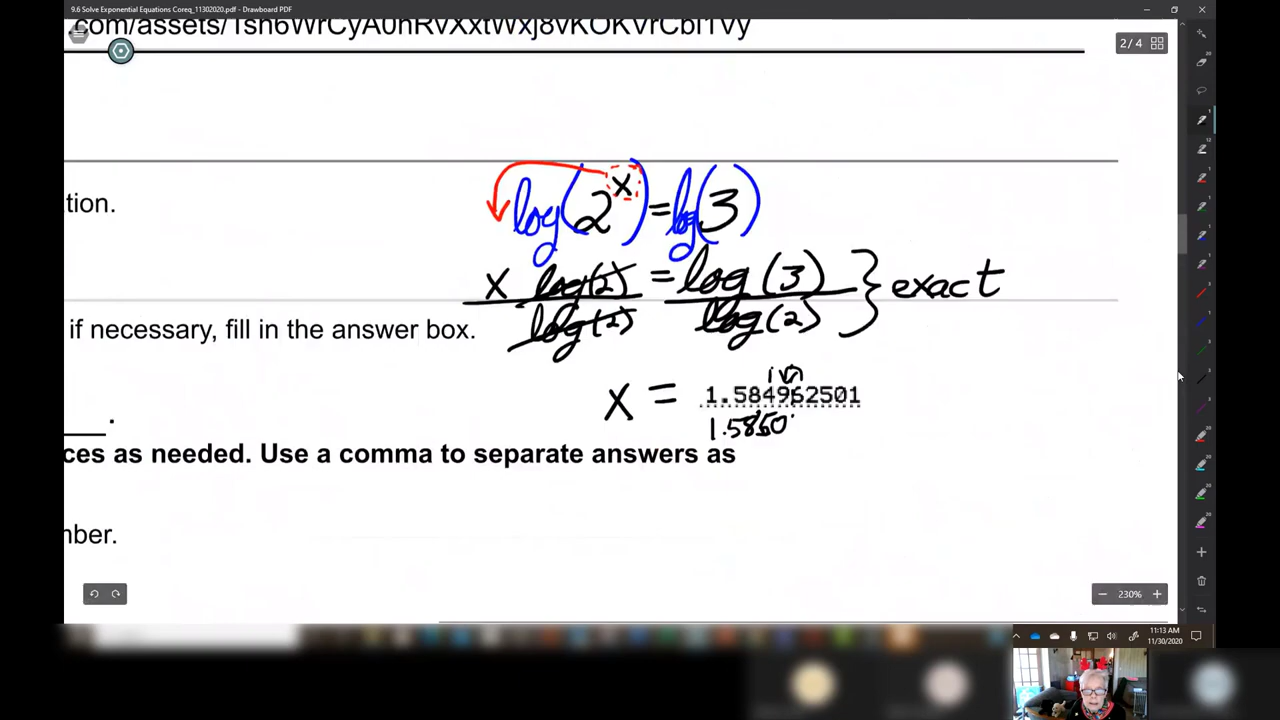 9.6 Solve Exponential Equations Coreq_11302020.pdf - Drawboard PDF
2/4
tion.
log(2^x) = log(3)
x log(2) = log(3) } exact
log(2) log(2)
if necessary, fill in the answer box.
x = 1.584962501
1.5850
.
ces as needed. Use a comma to separate answers as
nber.
230%
11:13 AM
11/30/2020